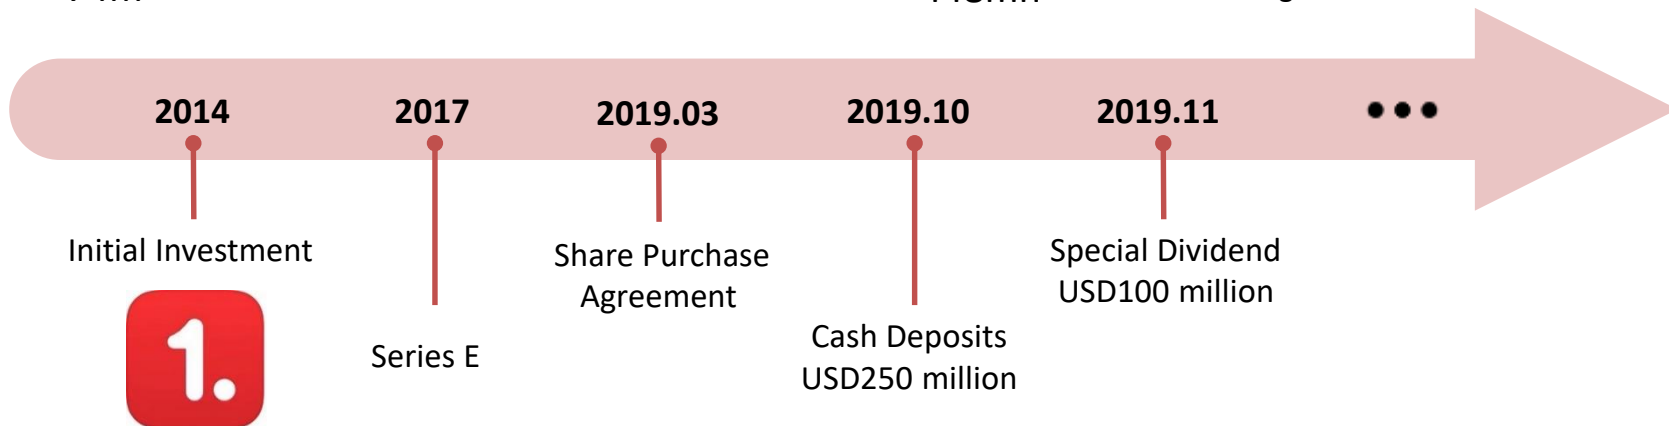 2014
2017
2019.03
2019.10
2019.11
•••
Initial Investment
1.
Series E
Share Purchase
Agreement
Cash Deposits
USD250 million
Special Dividend
USD100 million